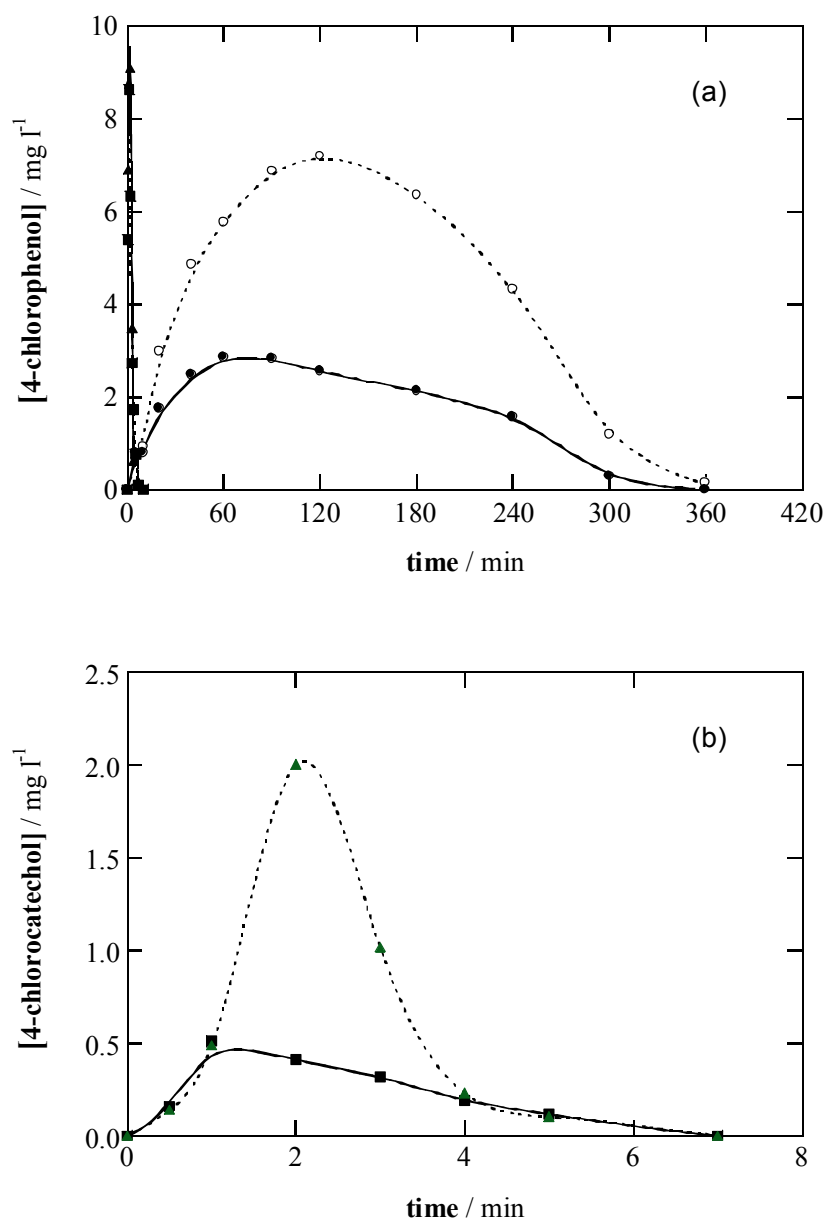 10
(a)
8
6
4
2
0
[4-chlorophenol] / mg l⁻¹
0 60 120 180 240 300 360 420
time / min
2.5
(b)
2.0
1.5
1.0
0.5
0.0
[4-chlorocatechol] / mg l⁻¹
0 2 4 6 8
time / min